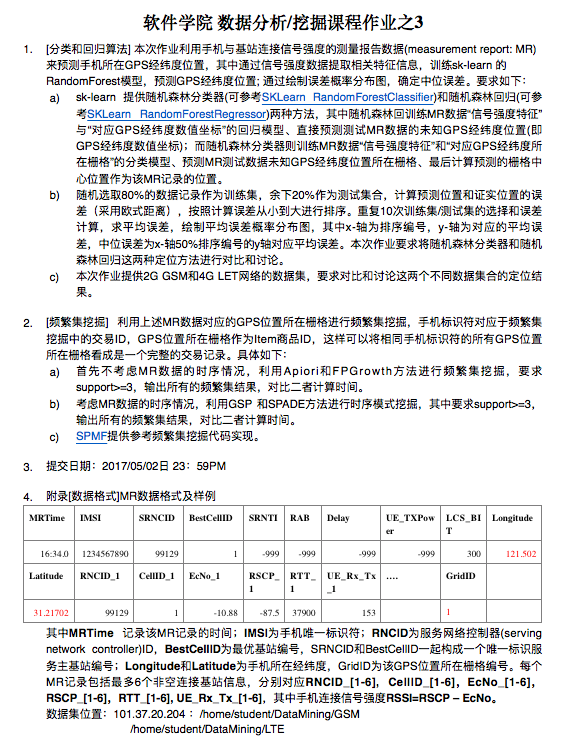 软件学院 数据分析/挖掘课程作业之3
1. [分类和回归算法] 本次作业利用手机与基站连接信号强度的测量报告数据(measurement report: MR)
来预测手机所在GPS经纬度位置，其中通过信号强度数据提取相关特征信息，训练sk-learn 的
RandomForest模型，预测GPS经纬度位置; 通过绘制误差概率分布图，确定中位误差。要求如下：
a) sk-learn 提供随机森林分类器(可参考SKLearn RandomForestClassifier)和随机森林回归(可参
考SKLearn RandomForestRegressor)两种方法，其中随机森林回训练MR数据“信号强度特征”
与“对应GPS经纬度数值坐标”的回归模型、直接预测测试MR数据的未知GPS经纬度位置(即
GPS经纬度数值坐标)；而随机森林分类器则训练MR数据“信号强度特征”和“对应GPS经纬度所
在栅格”的分类模型、预测MR测试数据未知GPS经纬度位置所在栅格、最后计算预测的栅格中
心位置作为该MR记录的位置。
b) 随机选取80%的数据记录作为训练集，余下20%作为测试集合，计算预测位置和证实位置的误
差（采用欧式距离），按照计算误差从小到大进行排序。重复10次训练集/测试集的选择和误差
计算，求平均误差，绘制平均误差概率分布图，其中x-轴为排序编号，y-轴为对应的平均误
差，中位误差为x-轴50%排序编号的y轴对应平均误差。本次作业要求将随机森林分类器和随机
森林回归这两种定位方法进行对比和讨论。
c) 本次作业提供2G GSM和4G LET网络的数据集，要求对比和讨论这两个不同数据集合的定位结
果。
2. [频繁集挖掘] 利用上述MR数据对应的GPS位置所在栅格进行频繁集挖掘，手机标识符对应于频繁集
挖掘中的交易ID，GPS位置所在栅格作为Item商品ID，这样可以将相同手机标识符的所有GPS位置
所在栅格看成是一个完整的交易记录。具体如下：
a) 首先不考虑MR数据的时序情况，利用Apiori和FPGrowth方法进行频繁集挖掘，要求
support>=3，输出所有的频繁集结果，对比二者计算时间。
b) 考虑MR数据的时序情况，利用GSP 和SPADE方法进行时序模式挖掘，其中要求support>=3，
输出所有的频繁集结果，对比二者计算时间。
c) SPMF提供参考频繁集挖掘代码实现。
3. 提交日期：2017/05/02日 23：59PM
4. 附录[数据格式]MR数据格式及样例
MRTime IMSI SRNCID BestCellID SRNTI RAB Delay UE_TXPow LCS_BI Longitude
er T
16:34.0 1234567890 99129 1 -999 -999 -999 -999 300 121.502
Latitude RNCID_1 CellID_1 EcNo_1 RSCP_ RTT_ UE_Rx_Tx .... GridID
1 1 _1
31.21702 99129 1 -10.88 -87.5 37900 153 1
其中MRTime 记录该MR记录的时间；IMSI为手机唯一标识符；RNCID为服务网络控制器(serving
network controller)ID，BestCellID为最优基站编号，SRNCID和BestCellID一起构成一个唯一标识服
务主基站编号；Longitude和Latitude为手机所在经纬度，GridID为该GPS位置所在栅格编号。每个
MR记录包括最多6个非空连接基站信息，分别对应RNCID_[1-6]，CellID_[1-6]，EcNo_[1-6],
RSCP_[1-6]，RTT_[1-6], UE_Rx_Tx_[1-6]，其中手机连接信号强度RSSI=RSCP – EcNo。
数据集位置：101.37.20.204：/home/student/DataMining/GSM
/home/student/DataMining/LTE